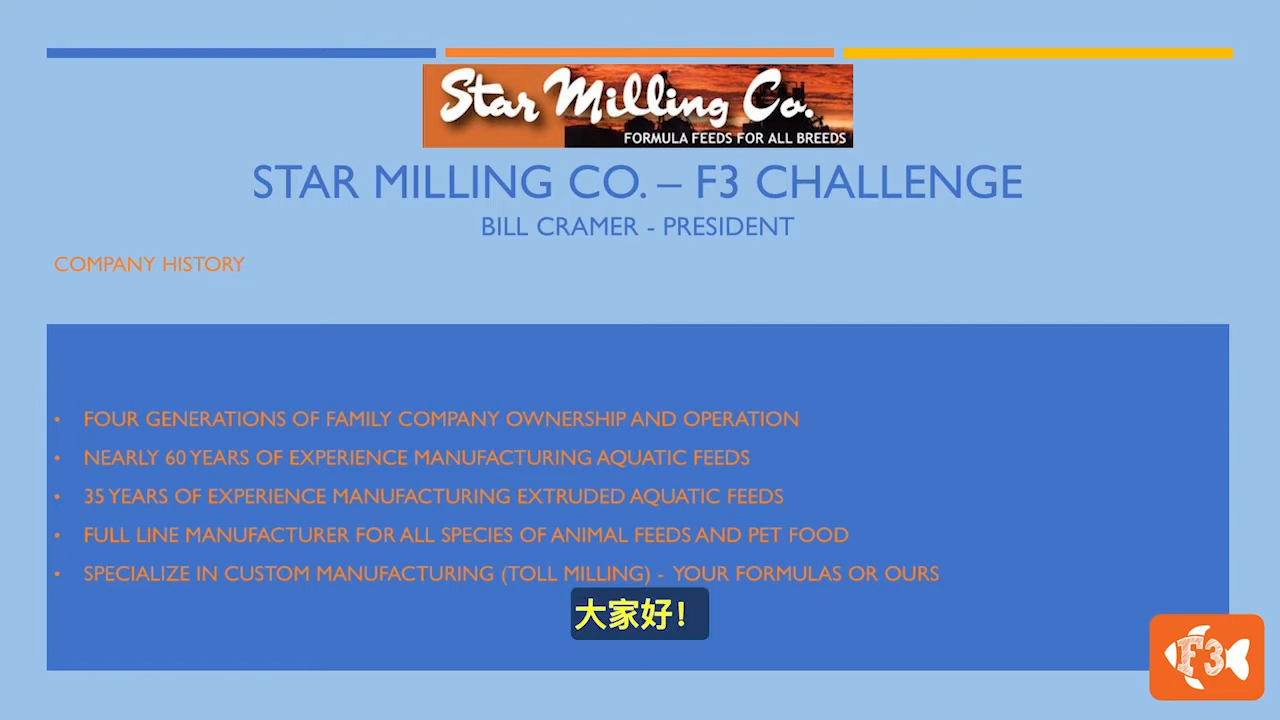 Star Milling Co.
FORMULA FEEDS FOR ALL BREEDS
STAR MILLING CO. – F3 CHALLENGE
BILL CRAMER - PRESIDENT
COMPANY HISTORY
• FOUR GENERATIONS OF FAMILY COMPANY OWNERSHIP AND OPERATION
• NEARLY 60 YEARS OF EXPERIENCE MANUFACTURING AQUATIC FEEDS
• 35 YEARS OF EXPERIENCE MANUFACTURING EXTRUDED AQUATIC FEEDS
• FULL LINE MANUFACTURER FOR ALL SPECIES OF ANIMAL FEEDS AND PET FOOD
• SPECIALIZE IN CUSTOM MANUFACTURING (TOLL MILLING) - YOUR FORMULAS OR OURS
大家好！
F3